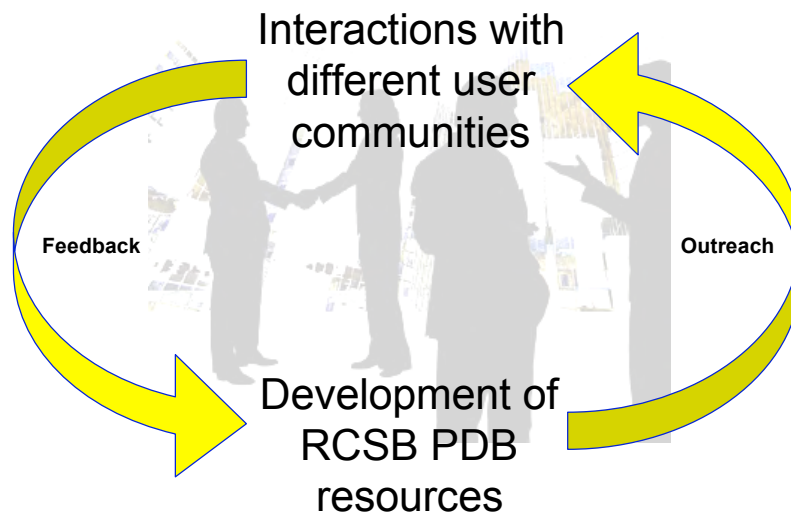 Interactions with
different user
communities
Feedback
Outreach
Development of
RCSB PDB
resources